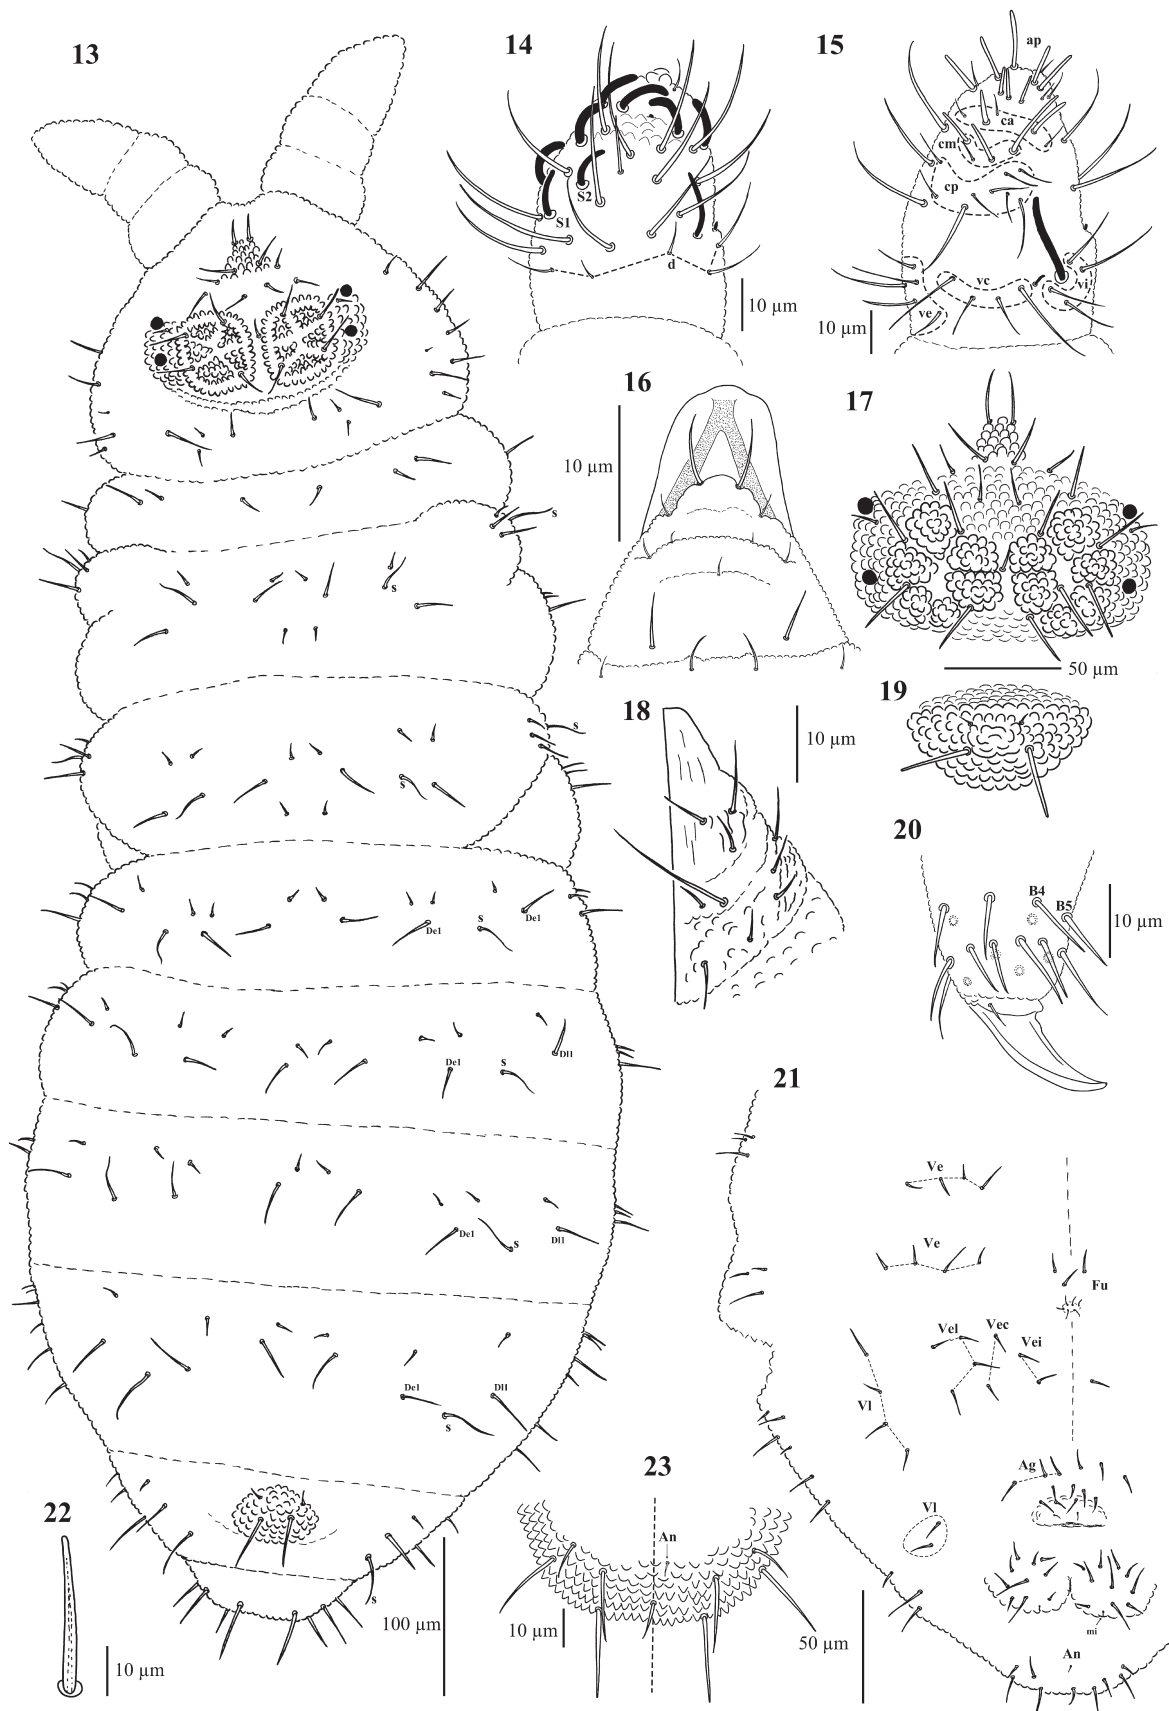 13
s
s
s
s
De1
s
De1
De1
s
Dl1
De1
s
Dl1
De1
s
Dl1
s
100 µm
14
S1
S2
d
10 µm
15
ap
ca
cm
cp
vc
ve
vi
10 µm
16
10 µm
17
50 µm
18
10 µm
19
20
B4
B5
10 µm
21
Ve
Ve
Fu
Vel
Vec
Vei
Vl
Ag
Vl
mi
An
50 µm
22
10 µm
23
An
10 µm